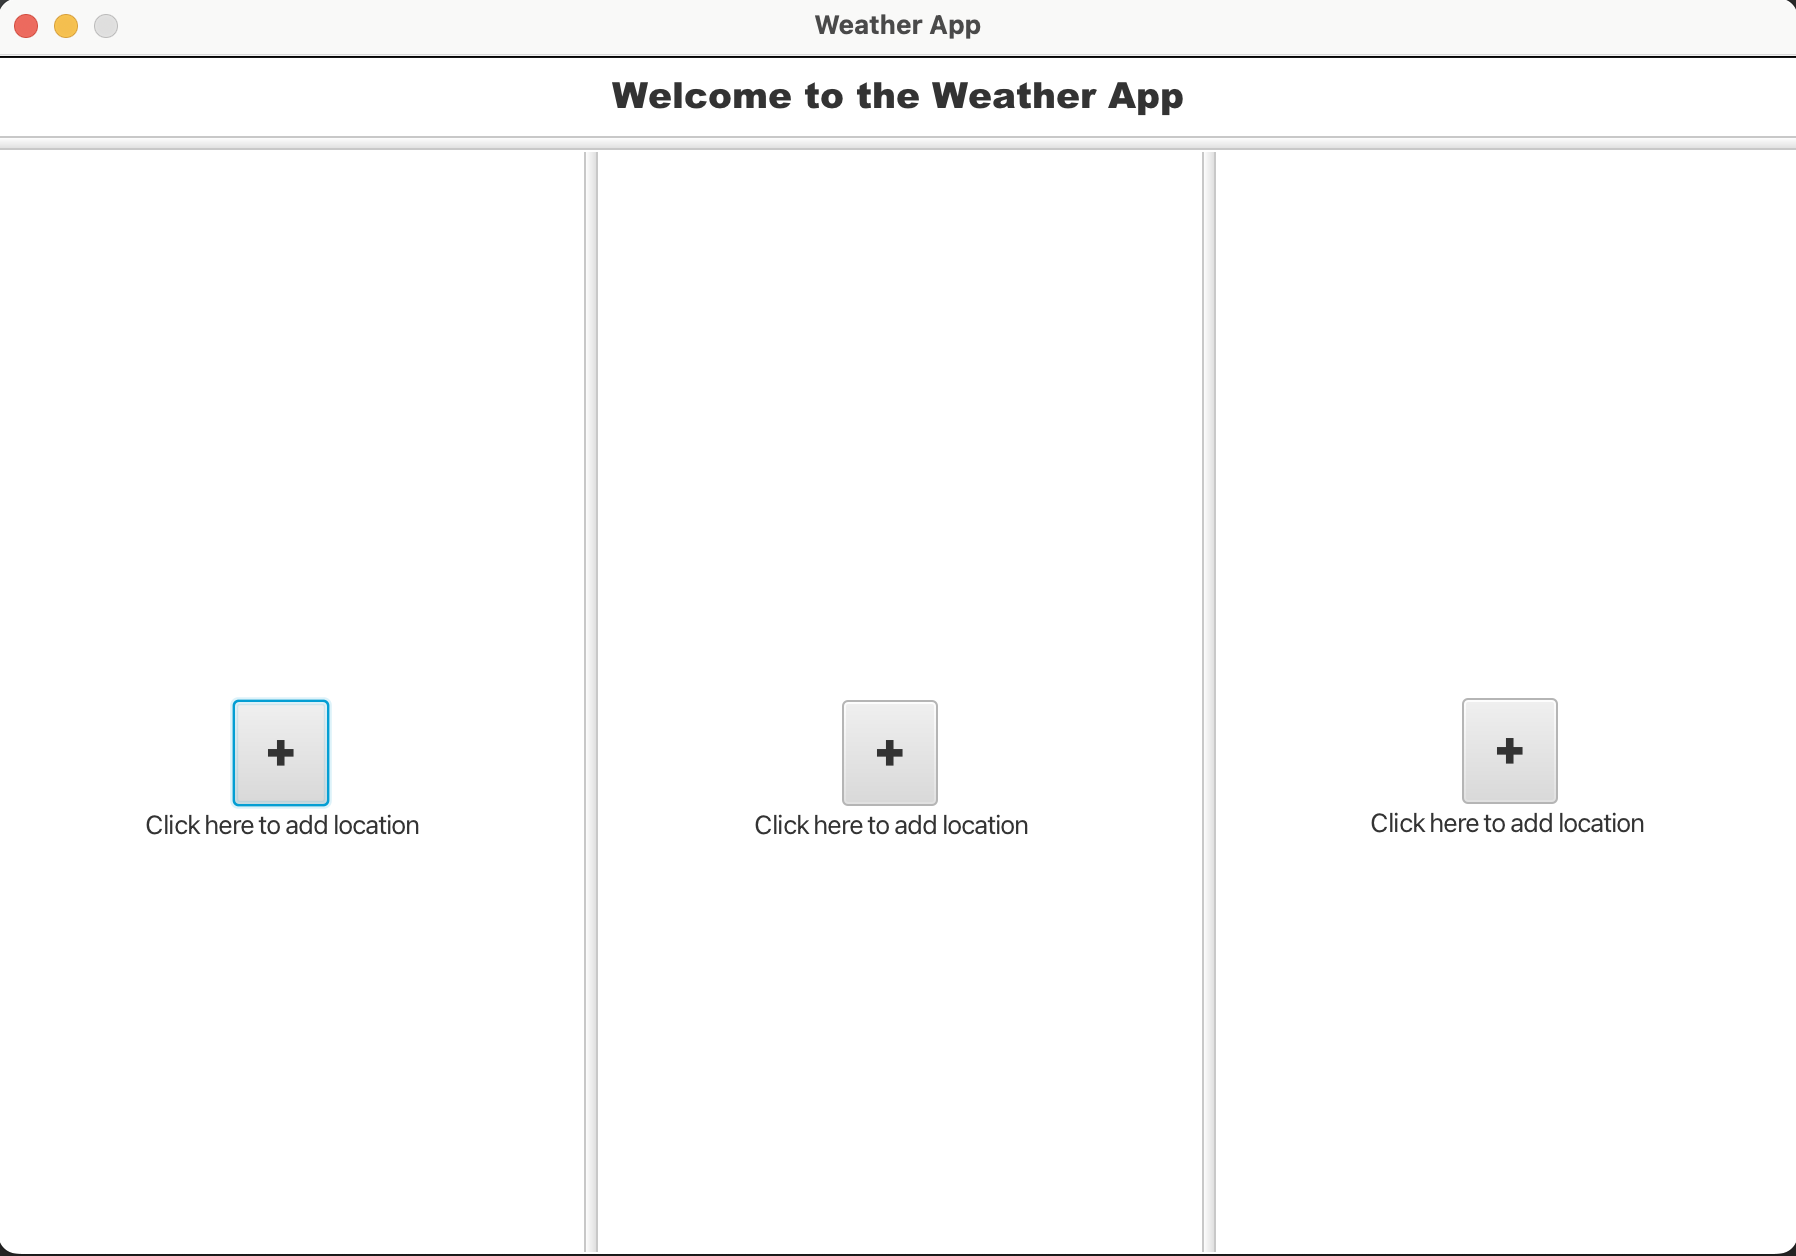 Weather App
Welcome to the Weather App
+
Click here to add location
+
Click here to add location
+
Click here to add location